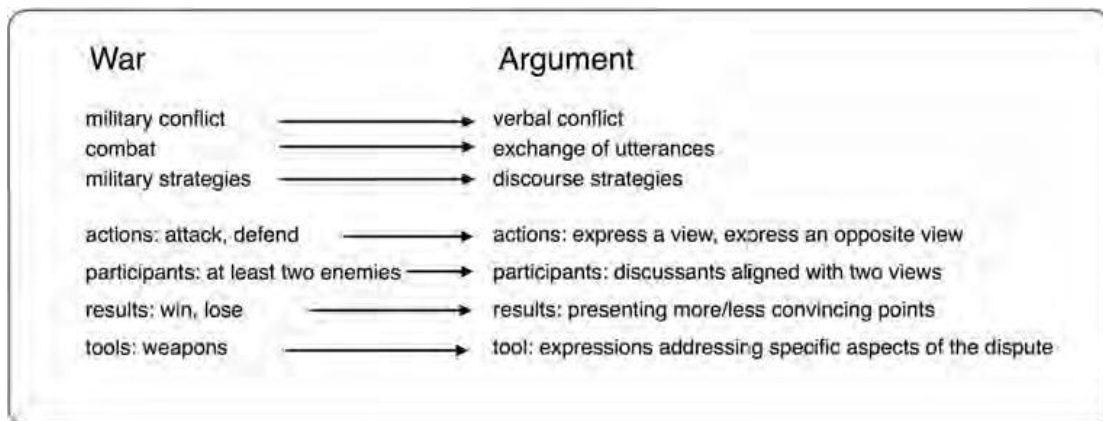 War Argument
military conflict verbal conflict
combat exchange of utterances
military strategies discourse strategies
actions: attack, defend actions: express a view, express an opposite view
participants: at least two enemies participants: discussants aligned with two views
results: win, lose results: presenting more/less convincing points
tools: weapons tool: expressions addressing specific aspects of the dispute